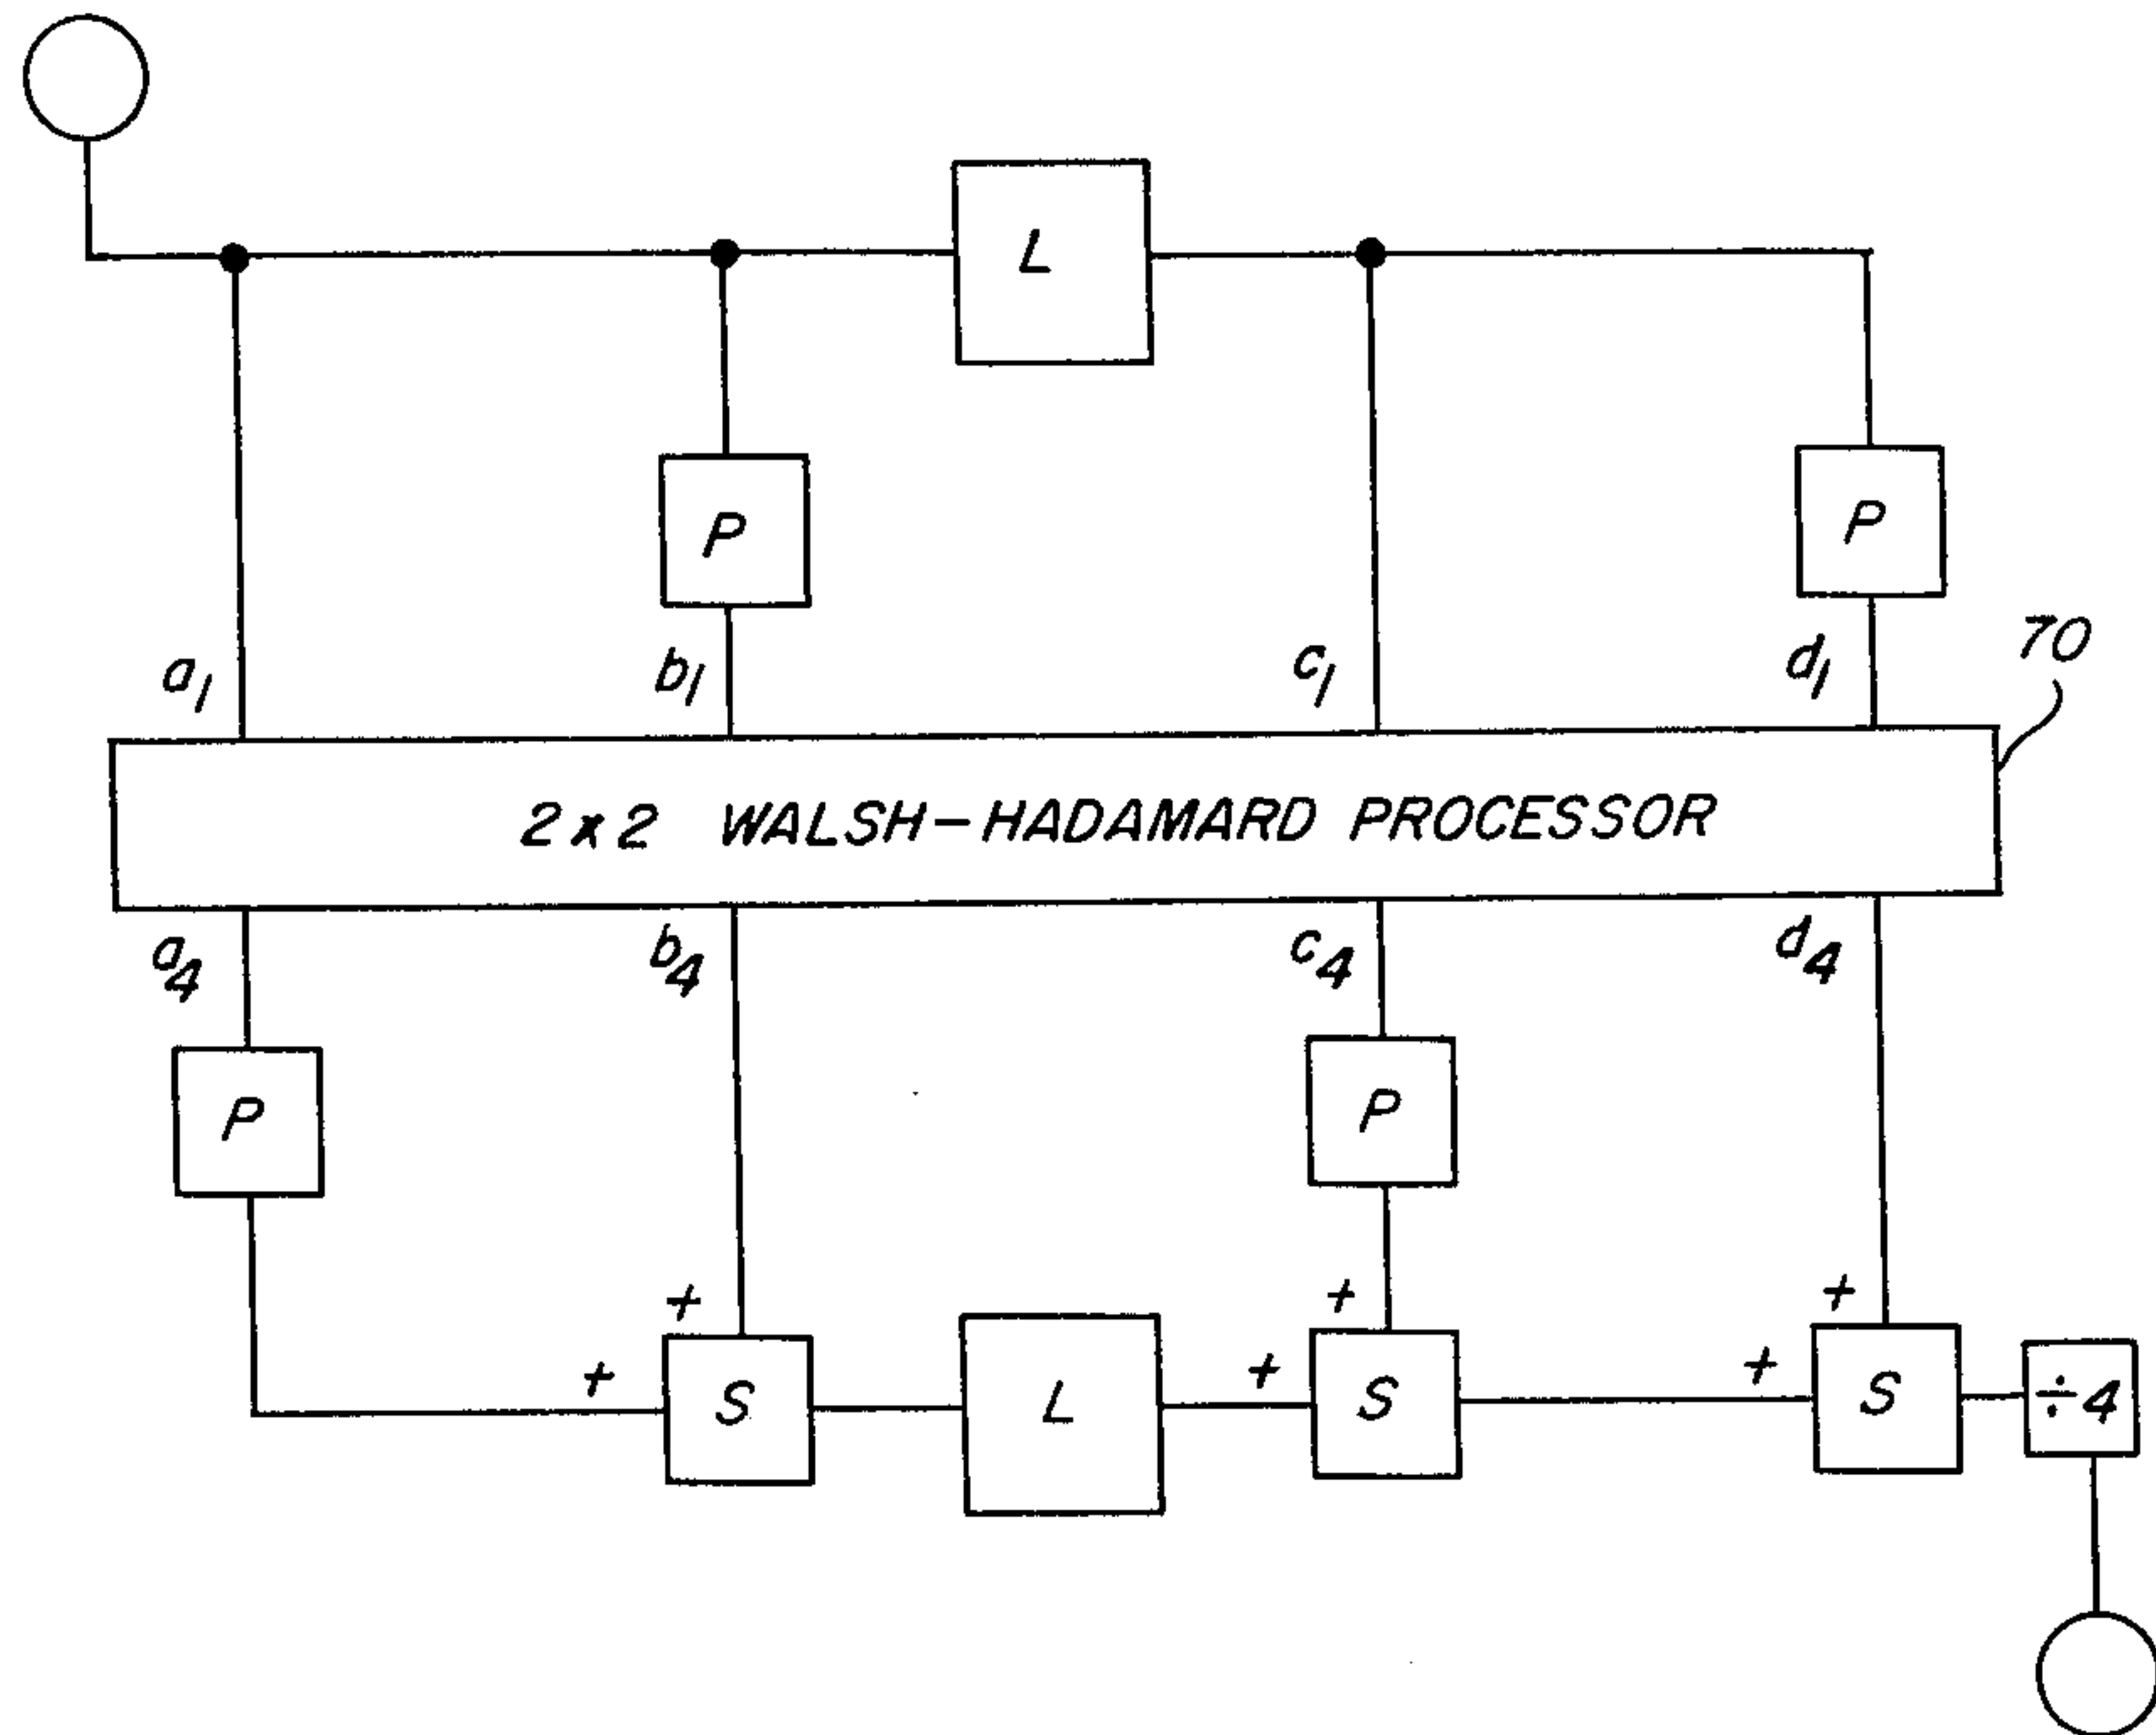 L
P
P
a1 b1 c1 d1 70
2x2 WALSH-HADAMARD PROCESSOR
a4 b4 c4 d4
P
P
+ + +
+ S L + S + S ÷4